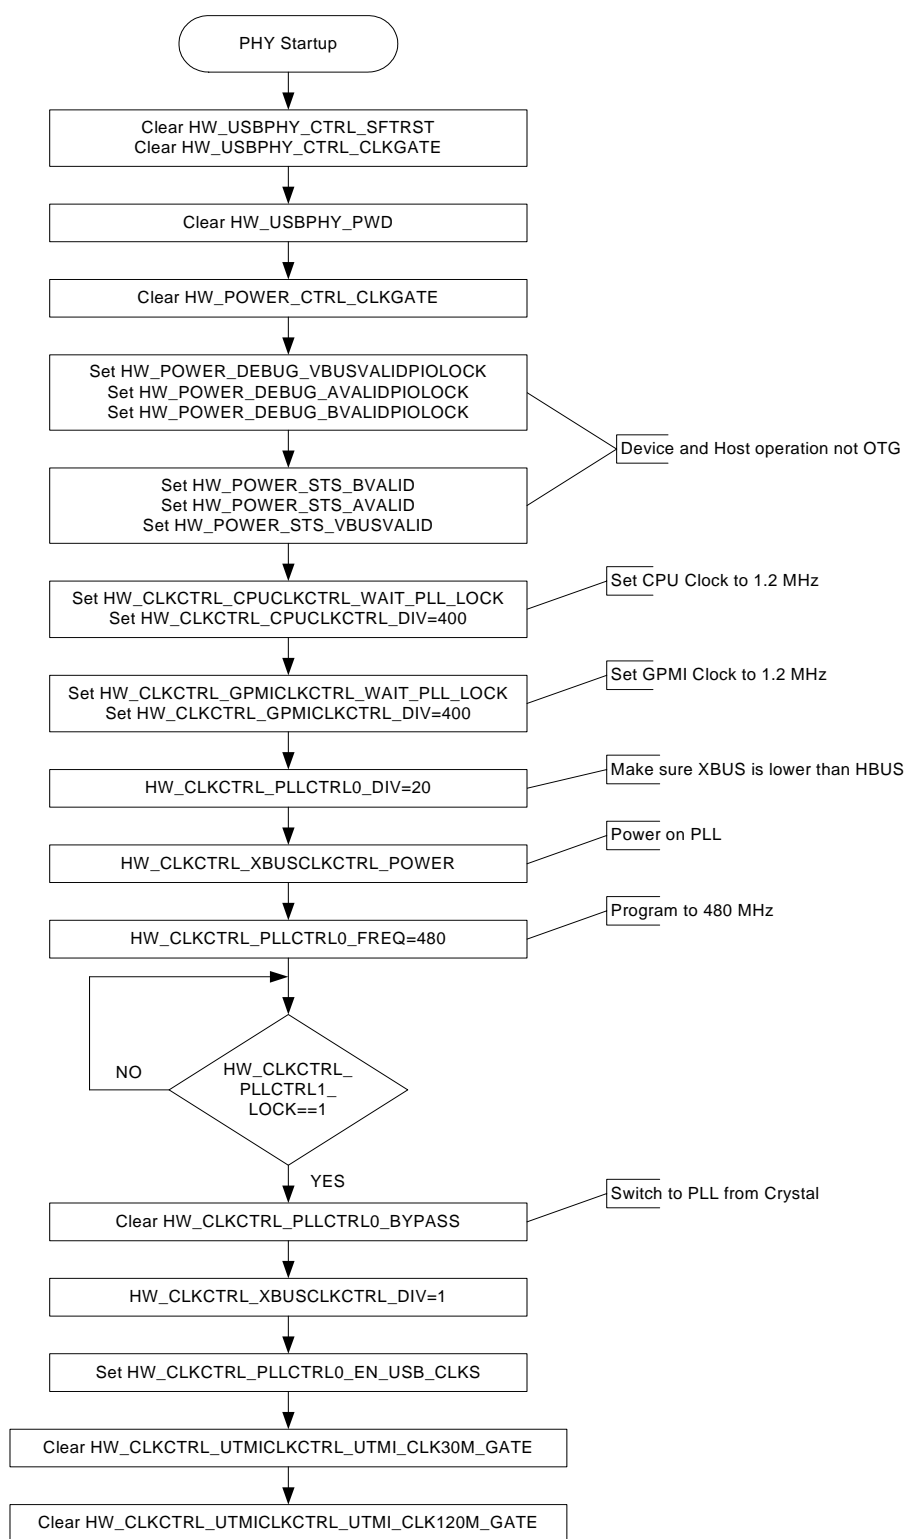 PHY Startup
Clear HW_USBPHY_CTRL_SFTRST
Clear HW_USBPHY_CTRL_CLKGATE
Clear HW_USBPHY_PWD
Clear HW_POWER_CTRL_CLKGATE
Set HW_POWER_DEBUG_VBUSVALIDPIOLOCK
Set HW_POWER_DEBUG_AVALIDPIOLOCK
Set HW_POWER_DEBUG_BVALIDPIOLOCK
Device and Host operation not OTG
Set HW_POWER_STS_BVALID
Set HW_POWER_STS_AVALID
Set HW_POWER_STS_VBUSVALID
Set HW_CLKCTRL_CPUCLKCTRL_WAIT_PLL_LOCK
Set HW_CLKCTRL_CPUCLKCTRL_DIV=400
Set CPU Clock to 1.2 MHz
Set HW_CLKCTRL_GPMICLKCTRL_WAIT_PLL_LOCK
Set HW_CLKCTRL_GPMICLKCTRL_DIV=400
Set GPMI Clock to 1.2 MHz
HW_CLKCTRL_PLLCTRL0_DIV=20
Make sure XBUS is lower than HBUS
HW_CLKCTRL_XBUSCLKCTRL_POWER
Power on PLL
HW_CLKCTRL_PLLCTRL0_FREQ=480
Program to 480 MHz
HW_CLKCTRL_
PLLCTRL1_
LOCK==1
NO
YES
Clear HW_CLKCTRL_PLLCTRL0_BYPASS
Switch to PLL from Crystal
HW_CLKCTRL_XBUSCLKCTRL_DIV=1
Set HW_CLKCTRL_PLLCTRL0_EN_USB_CLKS
Clear HW_CLKCTRL_UTMICLKCTRL_UTMI_CLK30M_GATE
Clear HW_CLKCTRL_UTMICLKCTRL_UTMI_CLK120M_GATE